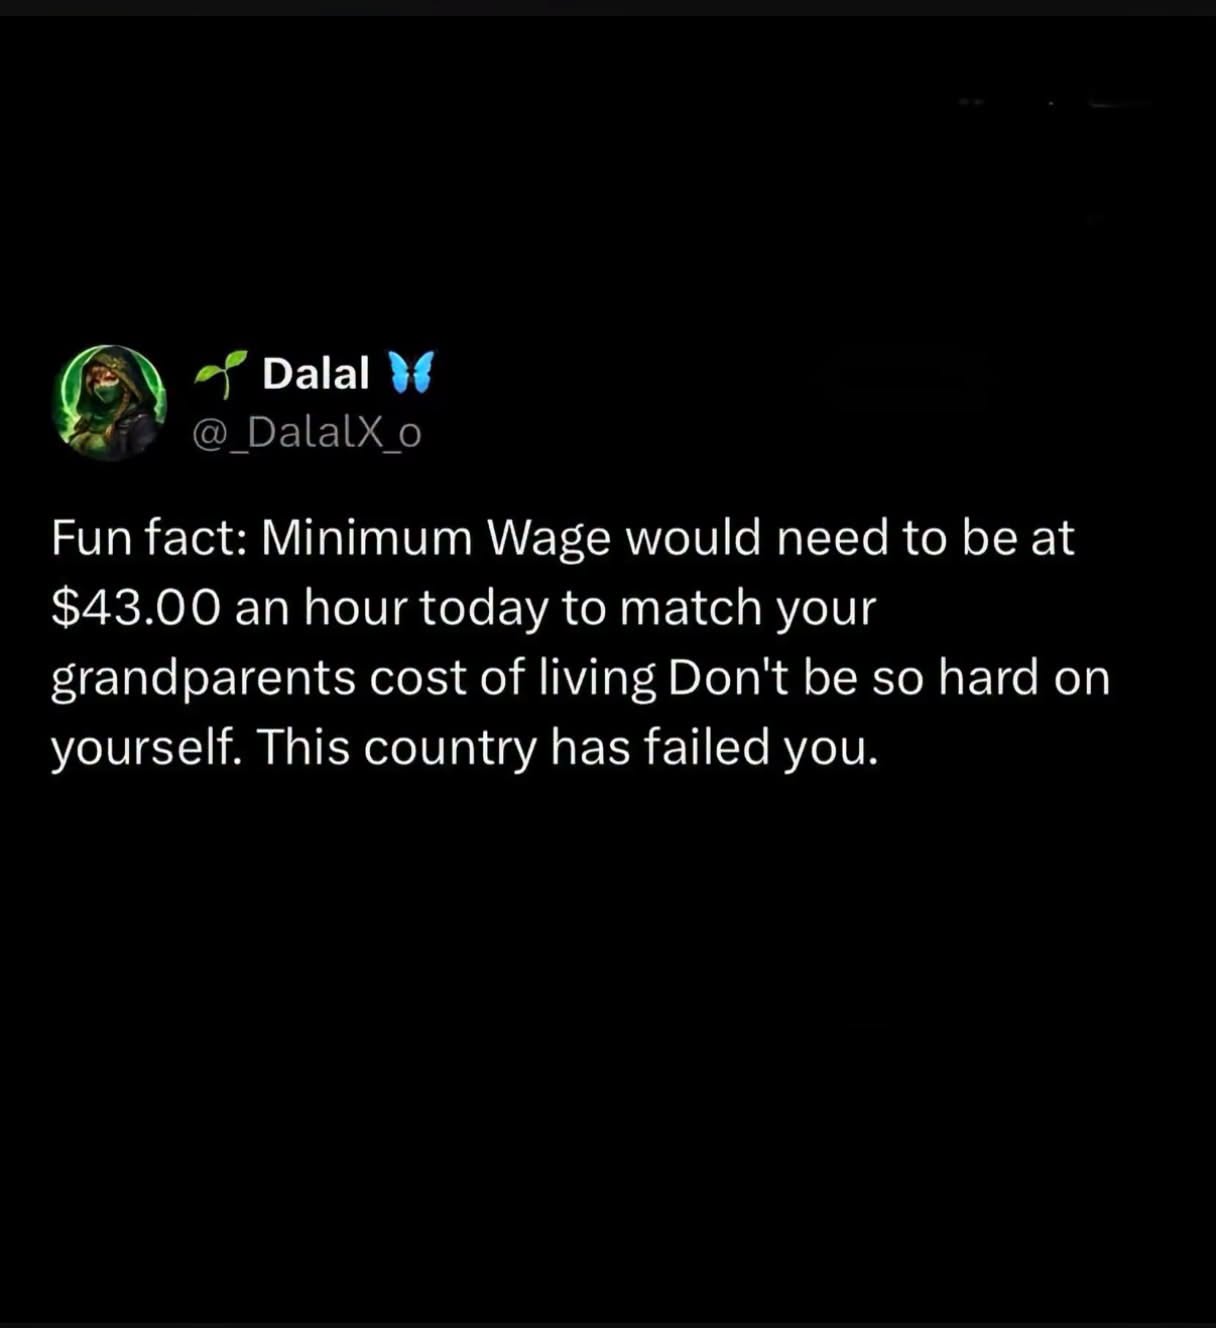 🌱 Dalal 🦋
@_DalalX_o
Fun fact: Minimum Wage would need to be at
$43.00 an hour today to match your
grandparents cost of living Don't be so hard on
yourself. This country has failed you.